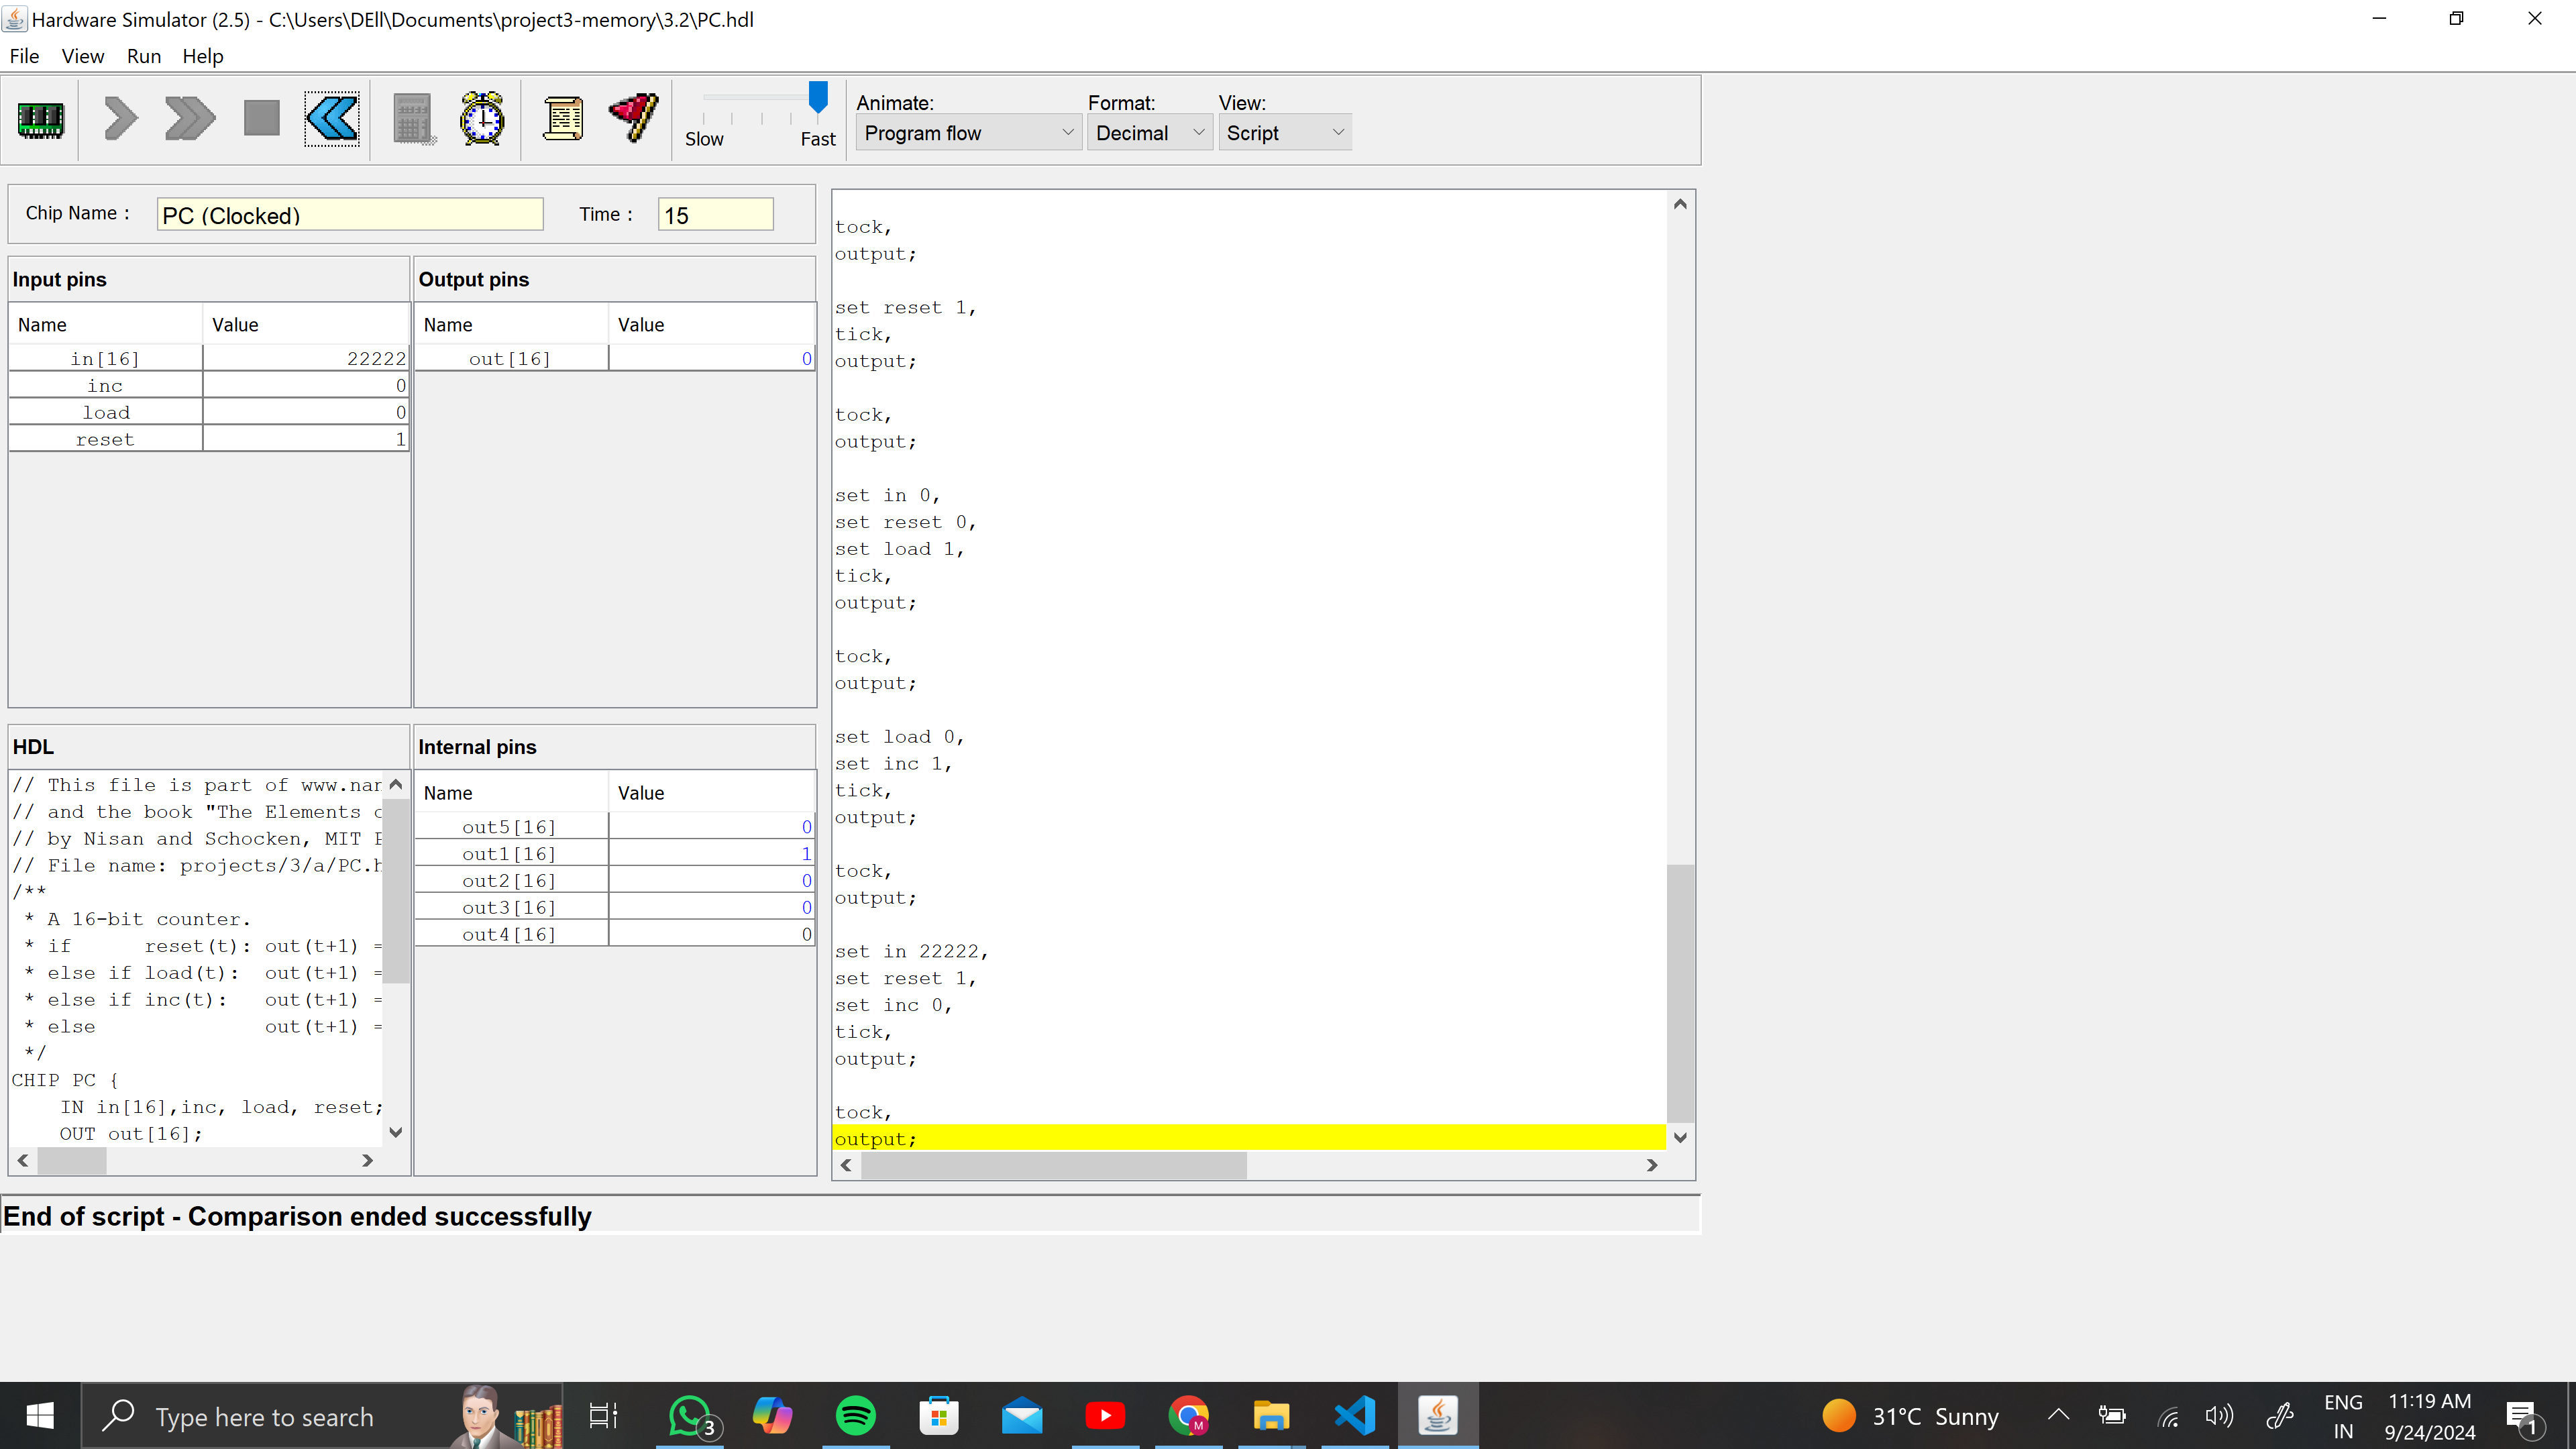 Hardware Simulator (2.5) - C:\Users\DEll\Documents\project3-memory\3.2\PC.hdl
File View Run Help
Slow Fast
Animate: Format: View:
Program flow Decimal Script
Chip Name : PC (Clocked) Time : 15
Input pins
Name Value
in[16] 22222
inc 0
load 0
reset 1
Output pins
Name Value
out[16] 0
HDL
// This file is part of www.nan
// and the book "The Elements o
// by Nisan and Schocken, MIT P
// File name: projects/3/a/PC.h
/**
* A 16-bit counter.
* if reset(t): out(t+1) =
* else if load(t): out(t+1) =
* else if inc(t): out(t+1) =
* else out(t+1) =
*/
CHIP PC {
IN in[16],inc, load, reset;
OUT out[16];
Internal pins
Name Value
out5[16] 0
out1[16] 1
out2[16] 0
out3[16] 0
out4[16] 0
tock,
output;
set reset 1,
tick,
output;
tock,
output;
set in 0,
set reset 0,
set load 1,
tick,
output;
tock,
output;
set load 0,
set inc 1,
tick,
output;
tock,
output;
set in 22222,
set reset 1,
set inc 0,
tick,
output;
tock,
output;
End of script - Comparison ended successfully
Type here to search
3
M
31°C Sunny
ENG
IN
11:19 AM
9/24/2024
1